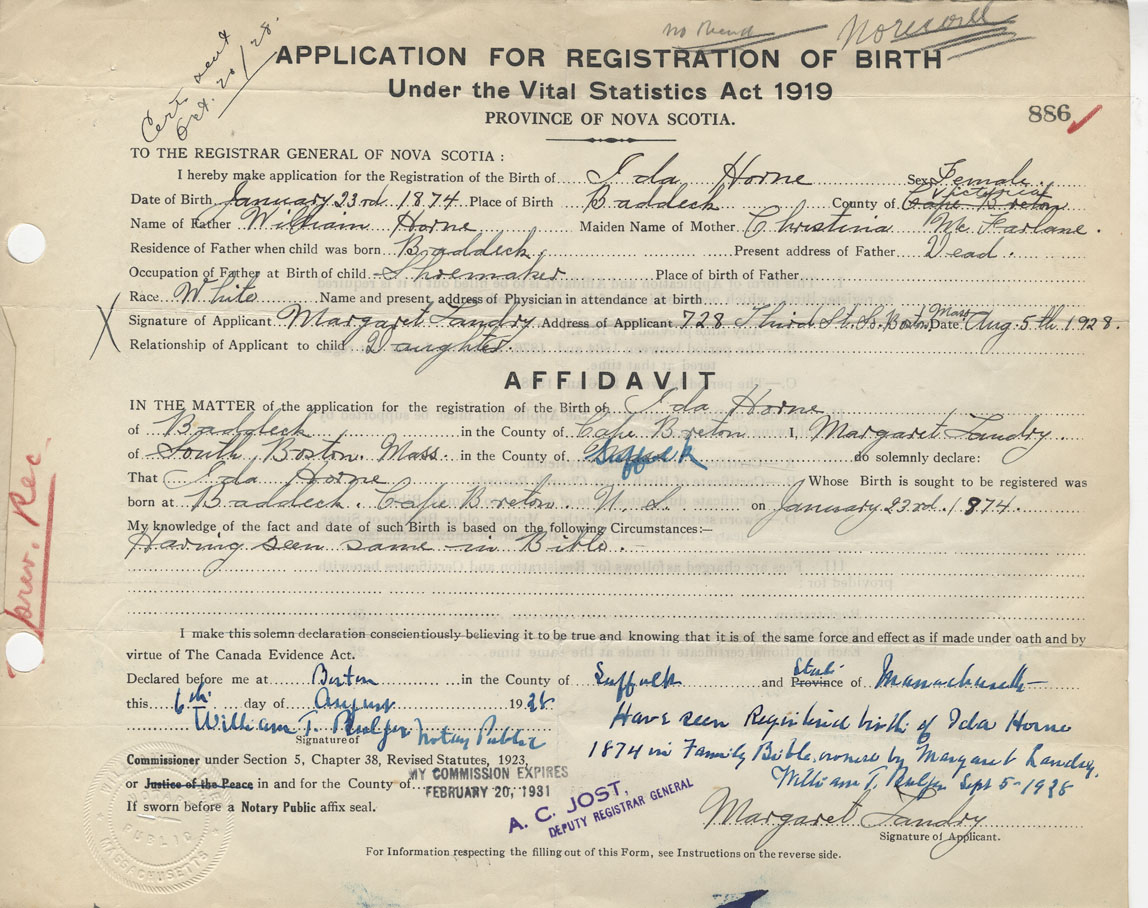 no Record
No record
Cert. sent
Oct. 20/28.
APPLICATION FOR REGISTRATION OF BIRTH
Under the Vital Statistics Act 1919
PROVINCE OF NOVA SCOTIA.
886
TO THE REGISTRAR GENERAL OF NOVA SCOTIA :
I hereby make application for the Registration of the Birth of Ida Horne Sex Female.
Victoria
Date of Birth January 23rd. 1874. Place of Birth Baddeck County of Cape Breton
Name of Father William Horne Maiden Name of Mother Christina Mc Farlane.
Residence of Father when child was born Baddeck, Present address of Father Dead.
Occupation of Father at Birth of child Shoemaker Place of birth of Father
Race White Name and present address of Physician in attendance at birth
X Signature of Applicant Margaret Landry Address of Applicant 728 Third St. So. Boston, Mass Date Aug. 5th 1928.
Relationship of Applicant to child Daughter.
AFFIDAVIT
IN THE MATTER of the application for the registration of the Birth of Ida Horne
of Baddeck in the County of Cape Breton I, Margaret Landry.
of South Boston. Mass. in the County of Suffolk do solemnly declare:
That Ida Horne Whose Birth is sought to be registered was
born at Baddeck. Cape Breton. N. S. on January 23rd. 1874.
My knowledge of the fact and date of such Birth is based on the following Circumstances:—
Having seen same in Bible.
prev. Rec
I make this solemn declaration conscientiously believing it to be true and knowing that it is of the same force and effect as if made under oath and by
virtue of The Canada Evidence Act.
Declared before me at Boston in the County of Suffolk and State Province of Massachusetts
this 6th day of August 1928
William T. Notary Public
Signature of
Have seen Registered birth of Ida Horne
1874 in Family Bible, owned by Margaret Landry.
William T. Sept 5-1928
Commissioner under Section 5, Chapter 38, Revised Statutes, 1923,
or Justice of the Peace in and for the County of
MY COMMISSION EXPIRES
FEBRUARY 20, 1931
If sworn before a Notary Public affix seal.
A. C. JOST,
DEPUTY REGISTRAR GENERAL
Margaret Landry
Signature of Applicant.
For Information respecting the filling out of this Form, see Instructions on the reverse side.
PUBLIC
MASSACHUSETTS